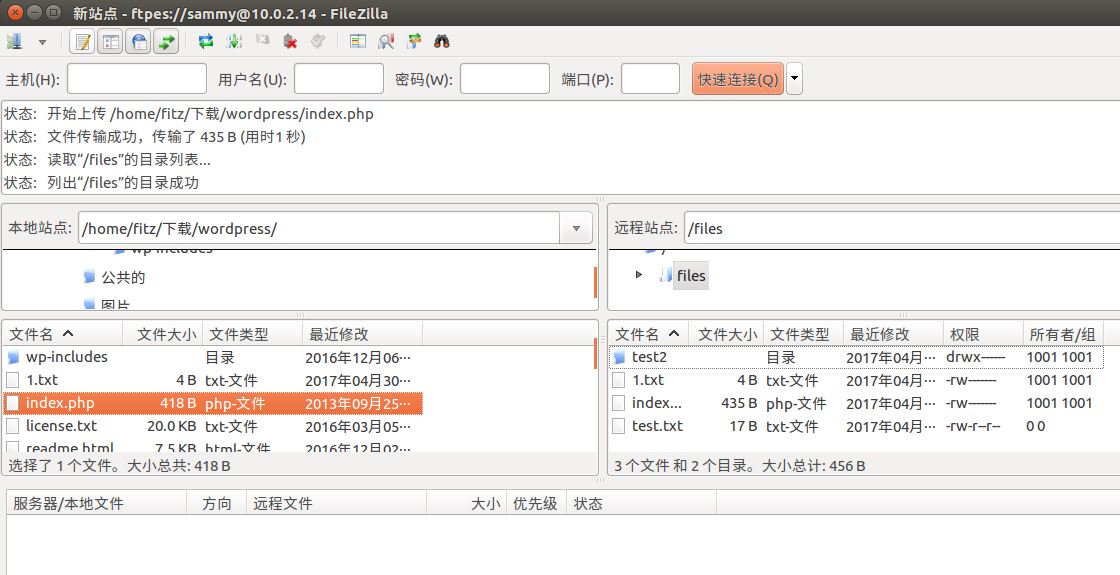 新站点 - ftpes://sammy@10.0.2.14 - FileZilla
主机(H): 用户名(U): 密码(W): 端口(P): 快速连接(Q)
状态: 开始上传 /home/fitz/下载/wordpress/index.php
状态: 文件传输成功，传输了 435 B (用时1 秒)
状态: 读取“/files”的目录列表...
状态: 列出“/files”的目录成功
本地站点: /home/fitz/下载/wordpress/
wp-includes
公共的
图片
远程站点: /files
/
files
文件名 文件大小 文件类型 最近修改
wp-includes 目录 2016年12月06…
1.txt 4 B txt-文件 2017年04月30…
index.php 418 B php-文件 2013年09月25…
license.txt 20.0 KB txt-文件 2016年03月05…
readme.html 7.5 KB html-文件 2016年12月02…
选择了 1 个文件。大小总共: 418 B
文件名 文件大小 文件类型 最近修改 权限 所有者/组
test2 目录 2017年04月… drwx------ 1001 1001
1.txt 4 B txt-文件 2017年04月… -rw------- 1001 1001
index... 435 B php-文件 2017年04月… -rw------- 1001 1001
test.txt 17 B txt-文件 2017年04月… -rw-r--r-- 0 0
3 个文件 和 2 个目录。大小总计: 456 B
服务器/本地文件 方向 远程文件 大小 优先级 状态